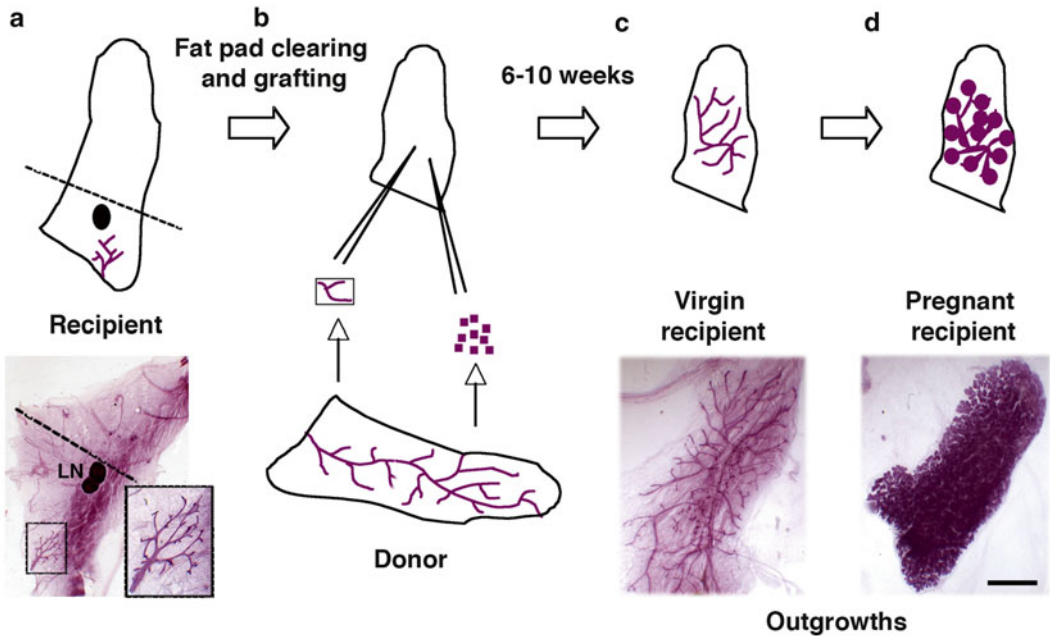 a
b
c
d
Fat pad clearing
and grafting
6-10 weeks
Recipient
Virgin
recipient
Pregnant
recipient
LN
Donor
Outgrowths